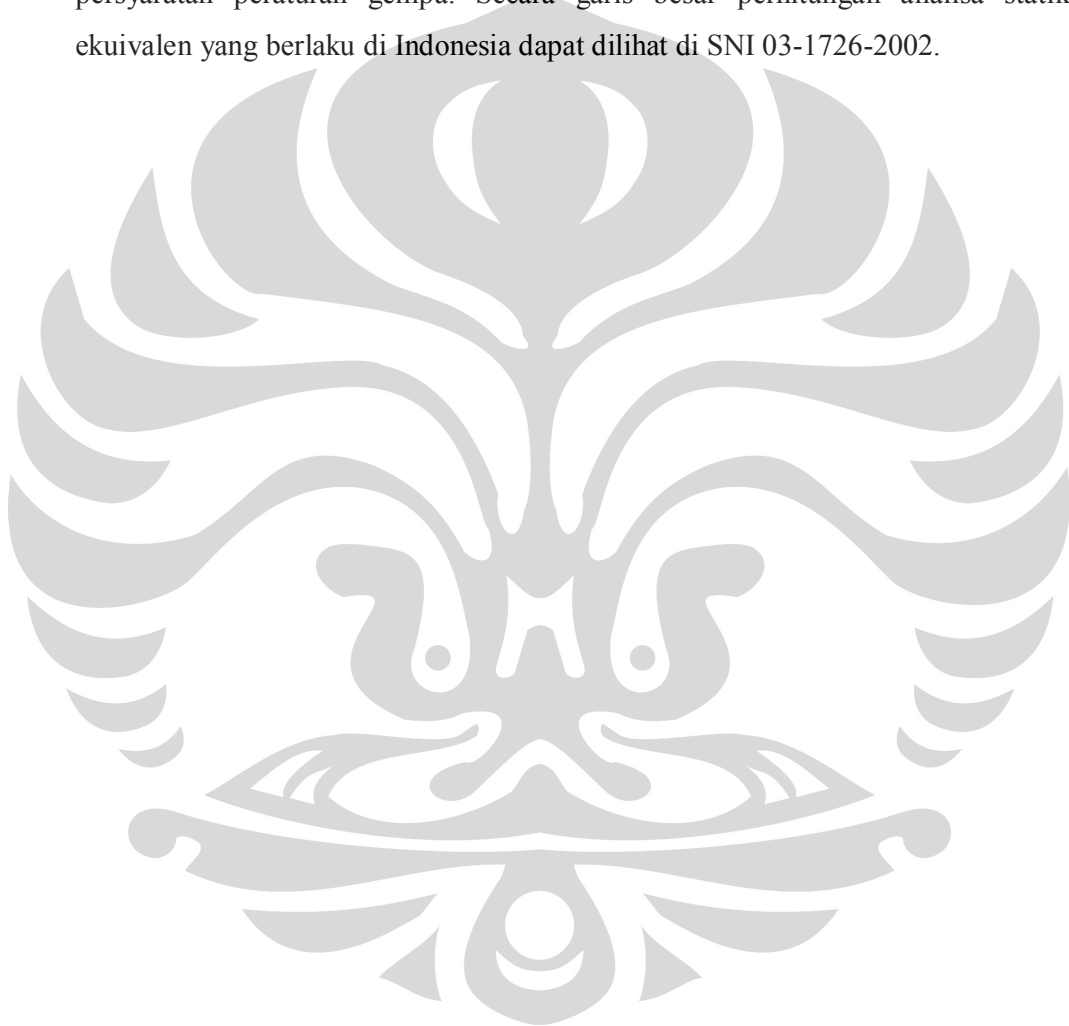 persyaratan peraturan gempa. Secara garis besar perhitungan analisa statik
ekuivalen yang berlaku di Indonesia dapat dilihat di SNI 03-1726-2002.